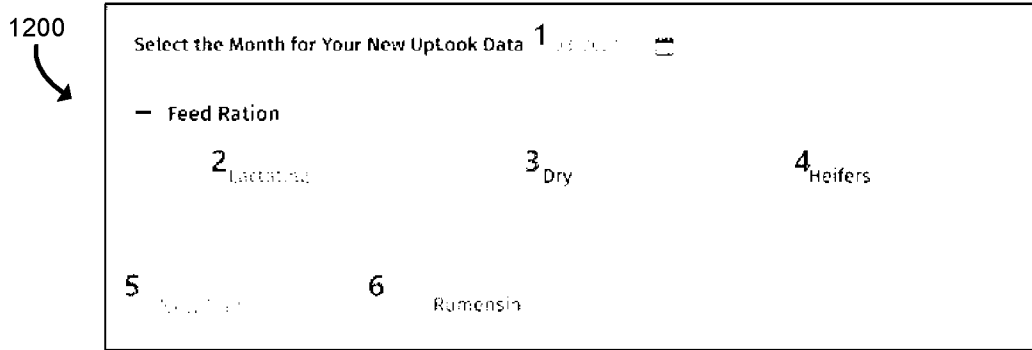 1200
Select the Month for Your New UpLook Data 1
− Feed Ration
2 Lactating 3 Dry 4 Heifers
5 6 Rumensin